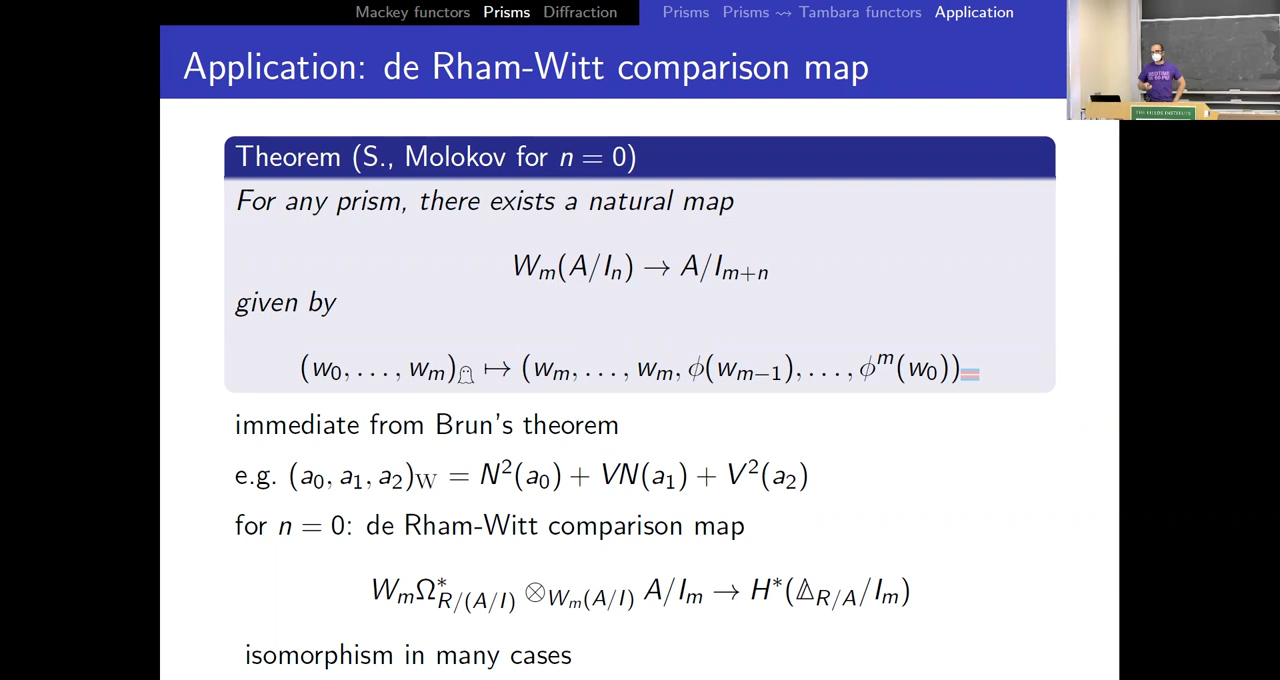 Mackey functors Prisms Diffraction Prisms Prisms ⇝ Tambara functors Application
Application: de Rham-Witt comparison map
THE FIELDS INSTITUTE
Theorem (S., Molokov for n = 0)
For any prism, there exists a natural map
W_m(A/I_n) → A/I_{m+n}
given by
(w_0, . . . , w_m)_👻 ↦ (w_m, . . . , w_m, ϕ(w_{m−1}), . . . , ϕ^m(w_0))
immediate from Brun's theorem
e.g. (a_0, a_1, a_2)_W = N^2(a_0) + VN(a_1) + V^2(a_2)
for n = 0: de Rham-Witt comparison map
W_mΩ^*_{R/(A/I)} ⊗_{W_m(A/I)} A/I_m → H^*(𝚫_{R/A}/I_m)
isomorphism in many cases